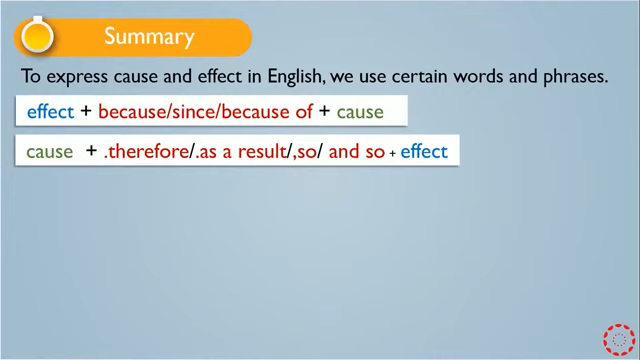 Summary
To express cause and effect in English, we use certain words and phrases.
effect + because/since/because of + cause
cause + .therefore/.as a result/,so/ and so + effect